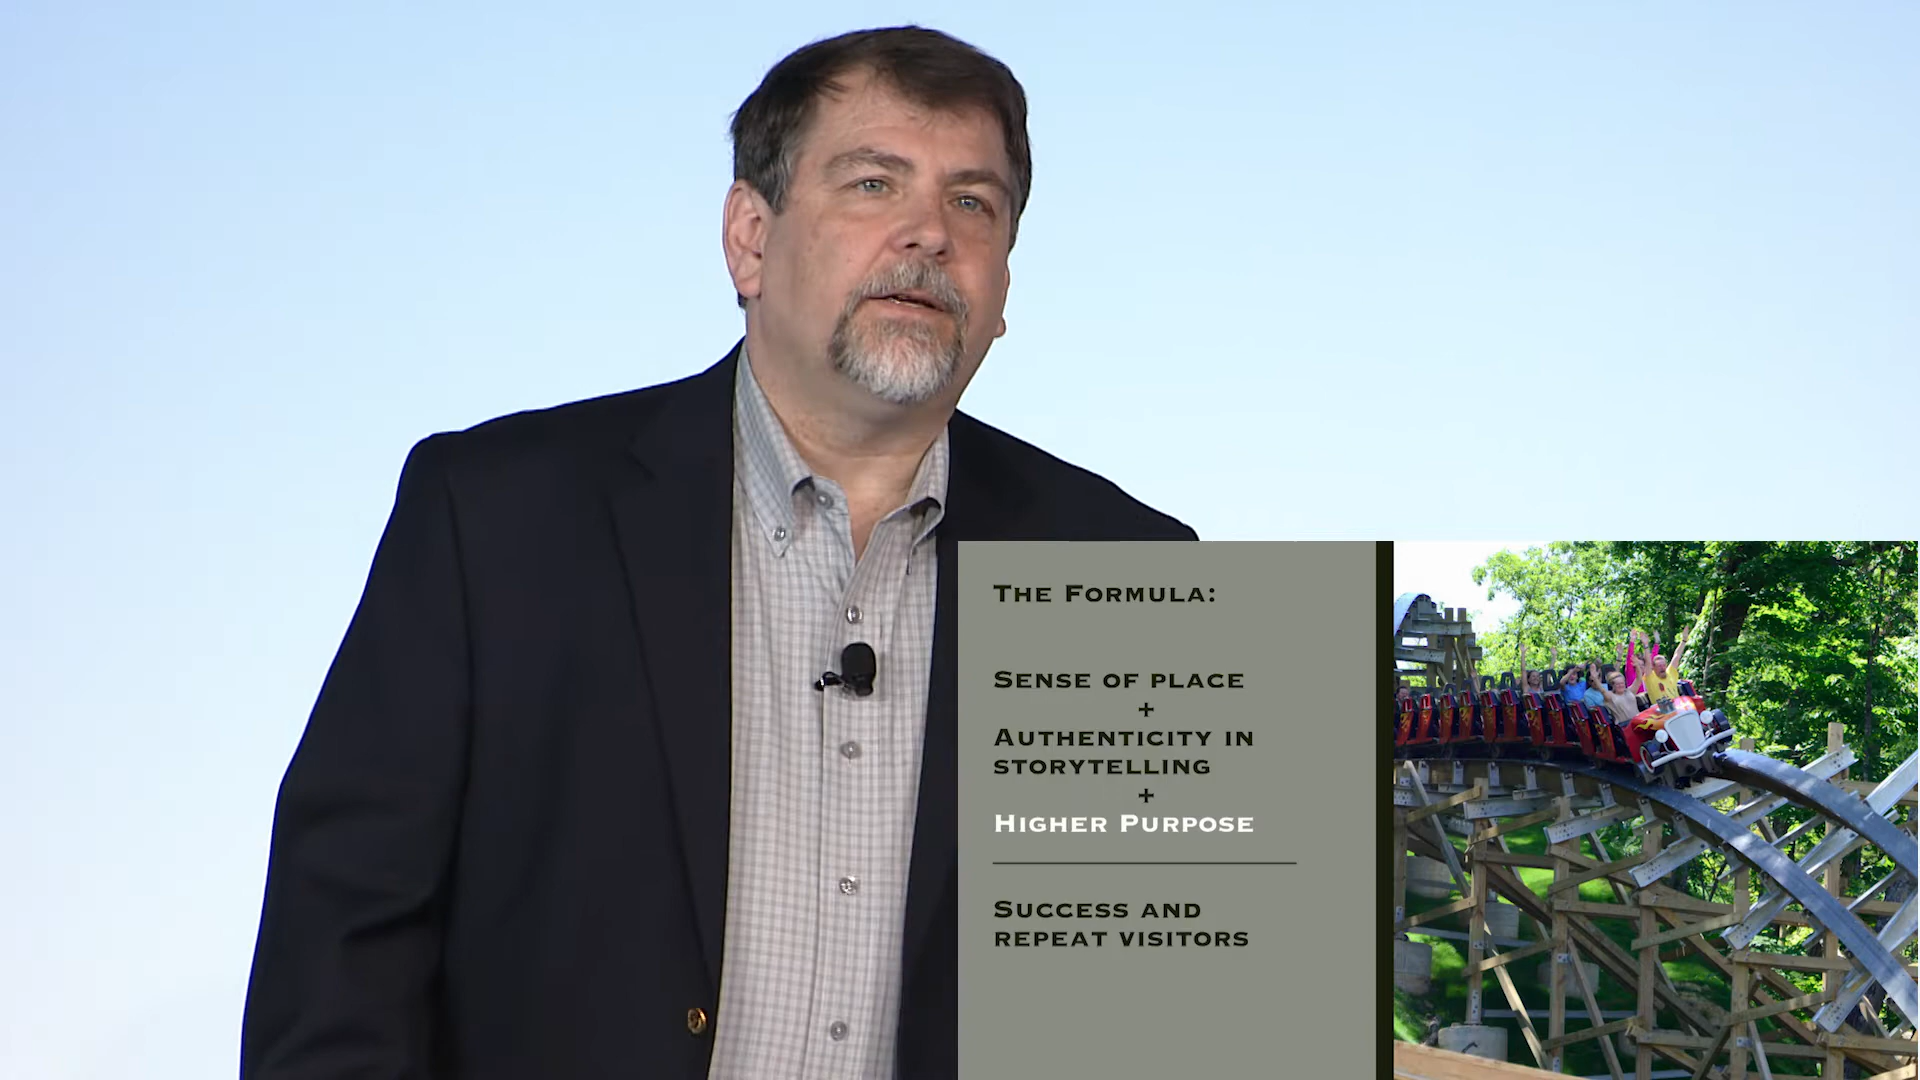 THE FORMULA:
SENSE OF PLACE
+
AUTHENTICITY IN
STORYTELLING
+
HIGHER PURPOSE
SUCCESS AND
REPEAT VISITORS